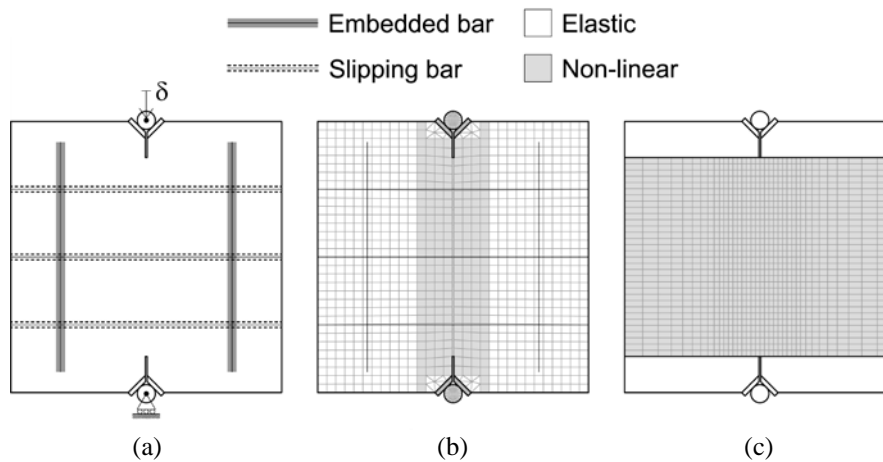 Embedded bar
Elastic
Slipping bar
Non-linear
δ
(a)
(b)
(c)